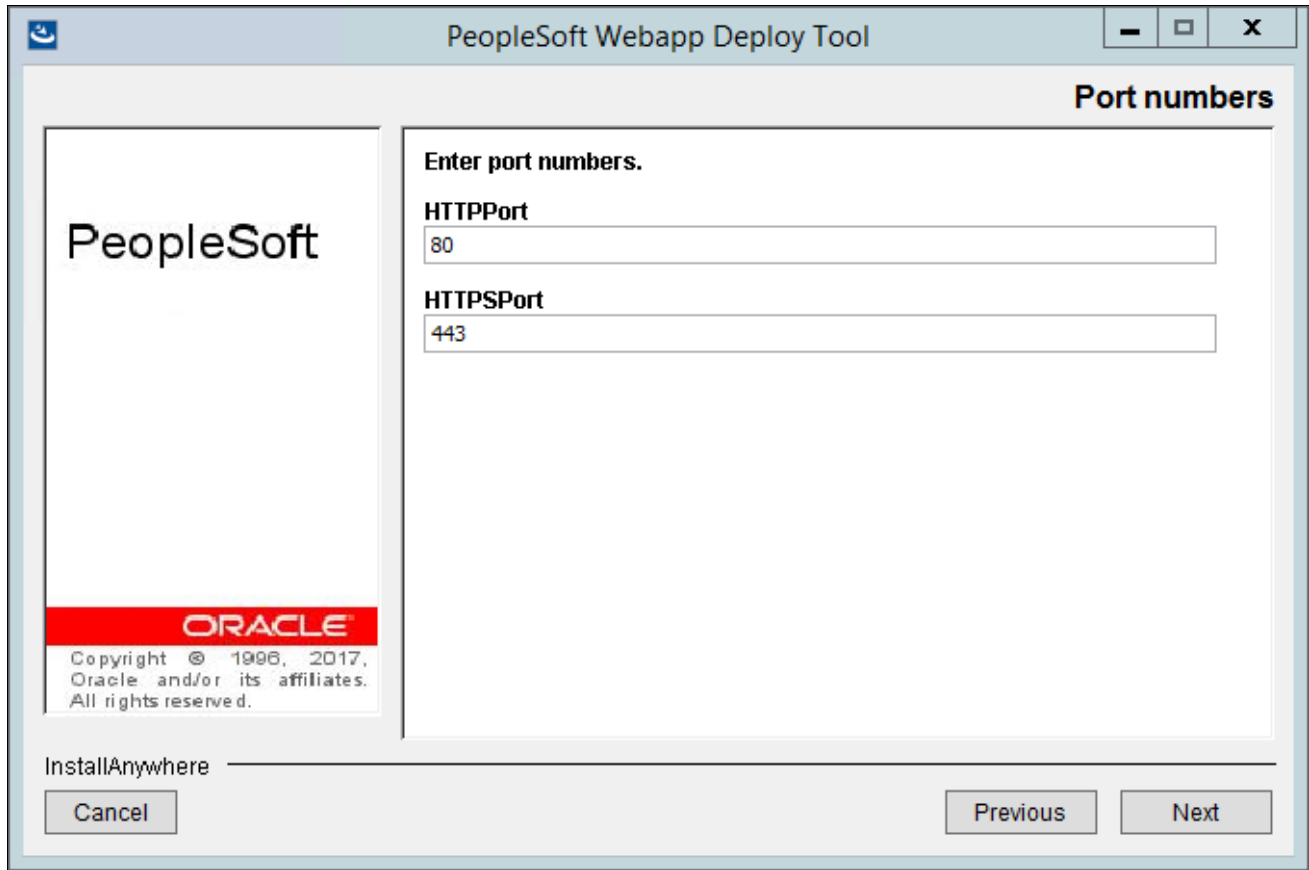 PeopleSoft Webapp Deploy Tool
Port numbers
PeopleSoft
ORACLE
Copyright © 1996, 2017,
Oracle and/or its affiliates.
All rights reserved.
Enter port numbers.
HTTPPort
80
HTTPSPort
443
InstallAnywhere
Cancel
Previous
Next